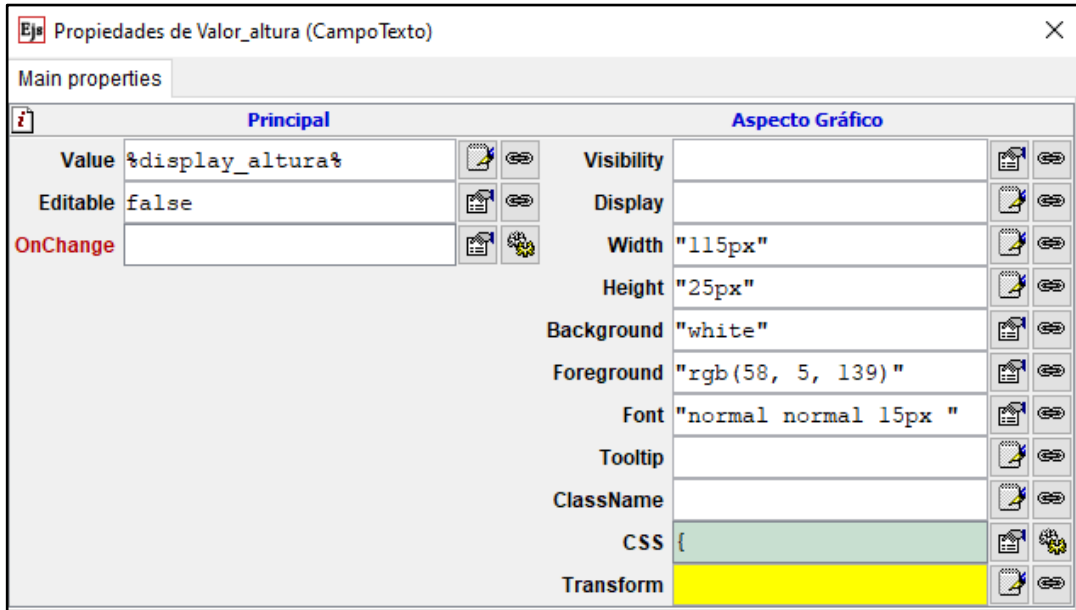 Ejs Propiedades de Valor_altura (CampoTexto)
Main properties
Principal
Aspecto Gráfico
Value %display_altura%
Visibility
Editable false
Display
OnChange
Width "115px"
Height "25px"
Background "white"
Foreground "rgb(58, 5, 139)"
Font "normal normal 15px "
Tooltip
ClassName
CSS {
Transform